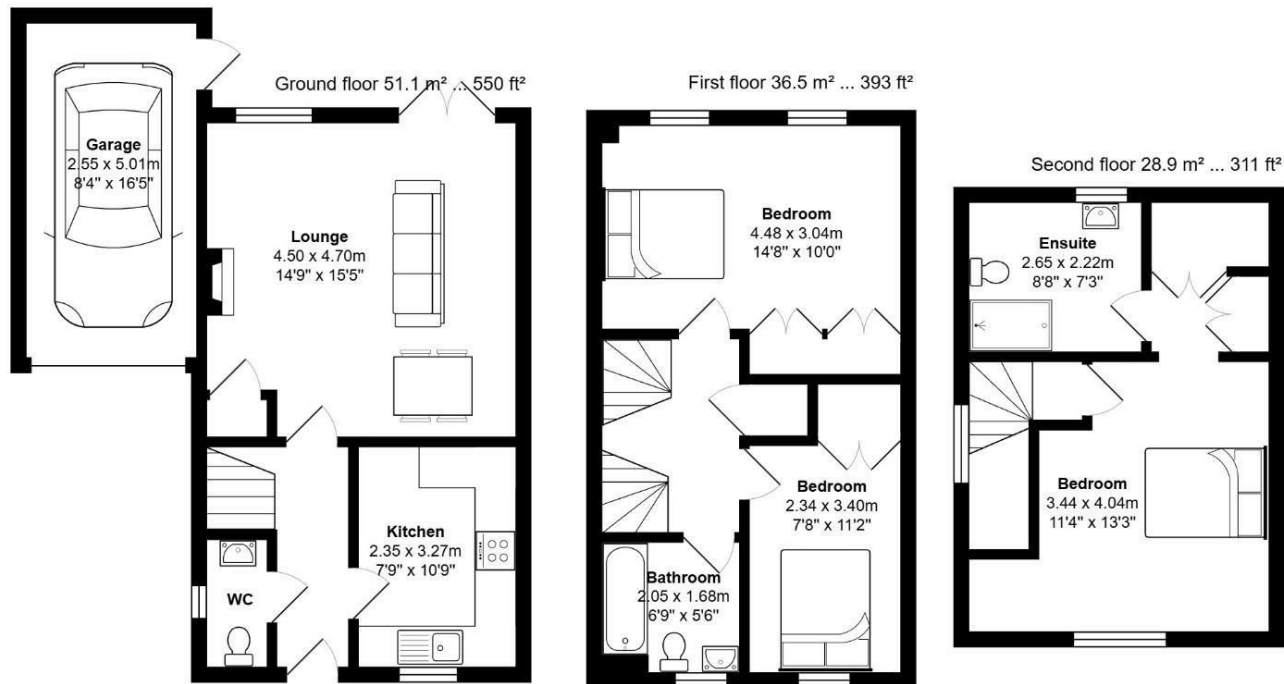 Ground floor 51.1 m² ... 550 ft²
Garage
2.55 x 5.01m
8'4" x 16'5"
Lounge
4.50 x 4.70m
14'9" x 15'5"
Kitchen
2.35 x 3.27m
7'9" x 10'9"
WC
First floor 36.5 m² ... 393 ft²
Bedroom
4.48 x 3.04m
14'8" x 10'0"
Bedroom
2.34 x 3.40m
7'8" x 11'2"
Bathroom
2.05 x 1.68m
6'9" x 5'6"
Second floor 28.9 m² ... 311 ft²
Ensuite
2.65 x 2.22m
8'8" x 7'3"
Bedroom
3.44 x 4.04m
11'4" x 13'3"